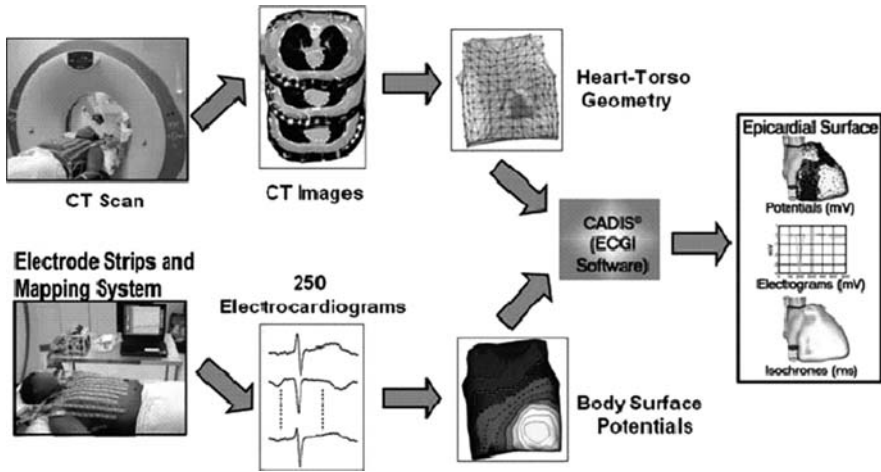 CT Scan
CT Images
Heart-Torso
Geometry
Electrode Strips and
Mapping System
250
Electrocardiograms
Body Surface
Potentials
CADIS®
(ECGI
Software)
Epicardial Surface
Potentials (mV)
Electrograms (mV)
Isochrones (ms)